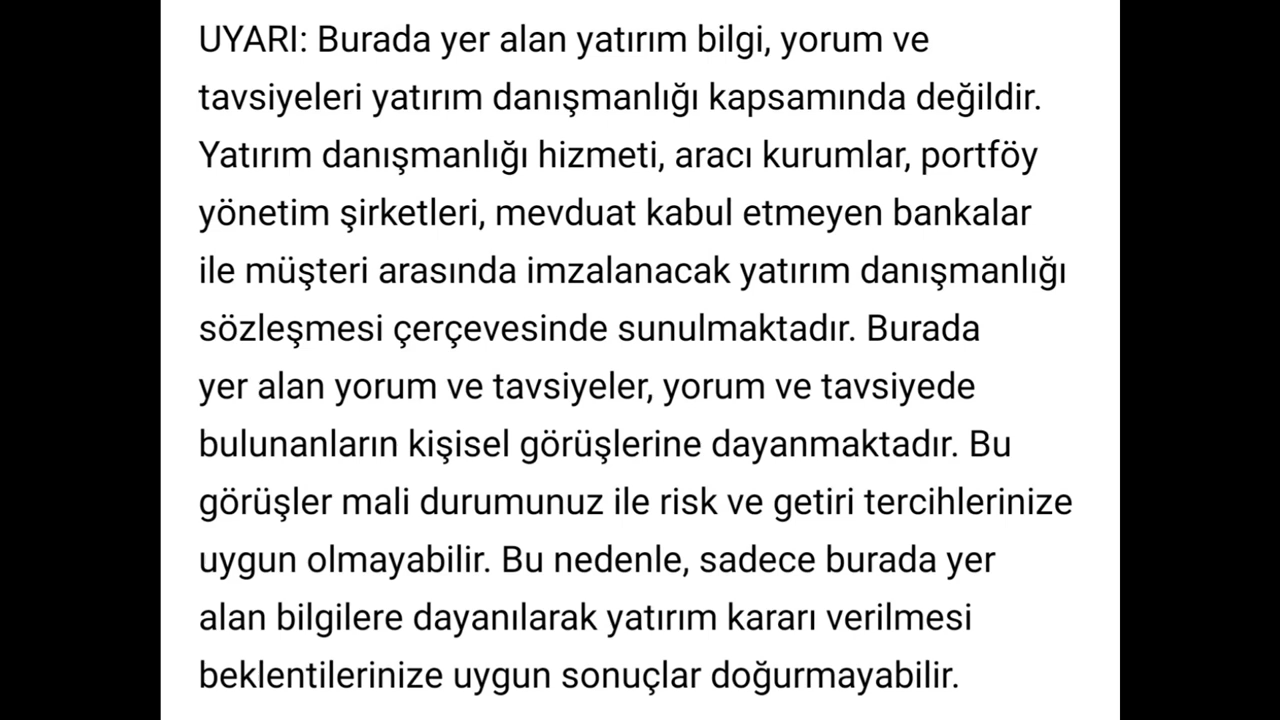 UYARI: Burada yer alan yatırım bilgi, yorum ve
tavsiyeleri yatırım danışmanlığı kapsamında değildir.
Yatırım danışmanlığı hizmeti, aracı kurumlar, portföy
yönetim şirketleri, mevduat kabul etmeyen bankalar
ile müşteri arasında imzalanacak yatırım danışmanlığı
sözleşmesi çerçevesinde sunulmaktadır. Burada
yer alan yorum ve tavsiyeler, yorum ve tavsiyede
bulunanların kişisel görüşlerine dayanmaktadır. Bu
görüşler mali durumunuz ile risk ve getiri tercihlerinize
uygun olmayabilir. Bu nedenle, sadece burada yer
alan bilgilere dayanılarak yatırım kararı verilmesi
beklentilerinize uygun sonuçlar doğurmayabilir.